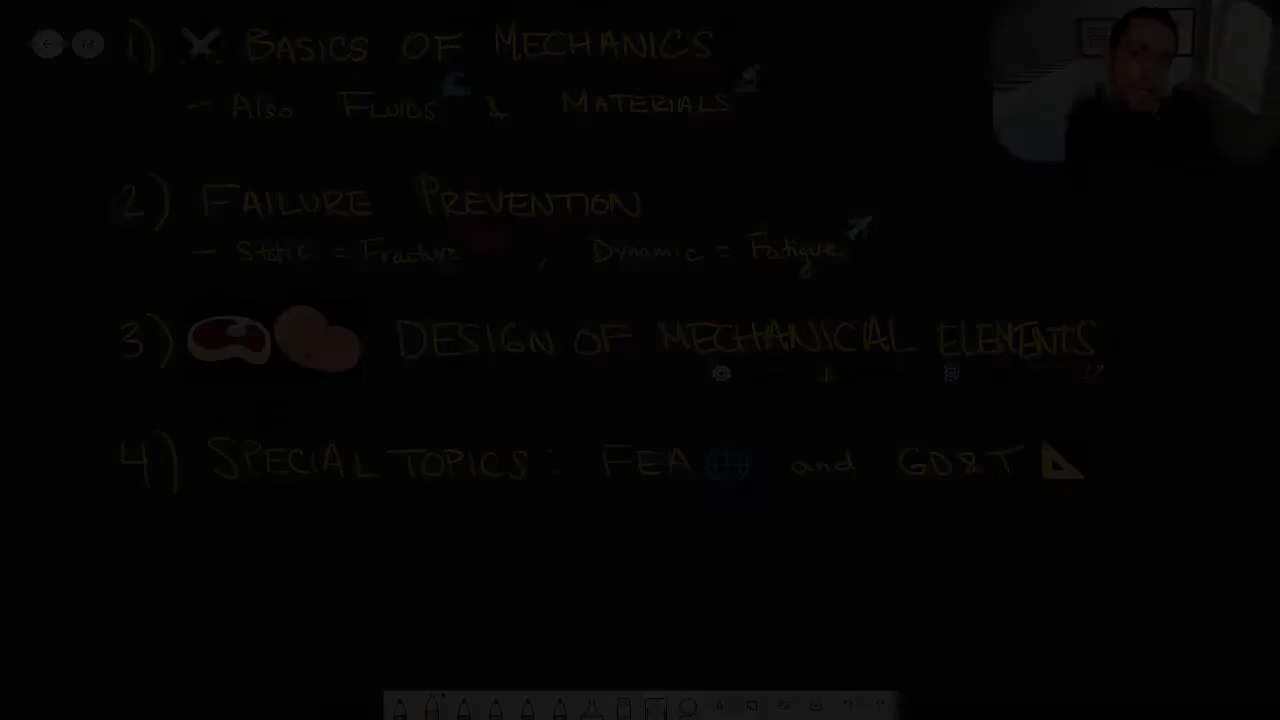 1) BASICS OF MECHANICS
- Also FLUIDS & MATERIALS
2) FAILURE PREVENTION
- Static = Fracture, Dynamic = Fatigue
3) DESIGN OF MECHANICAL ELEMENTS
4) SPECIAL TOPICS: FEA and GD&T